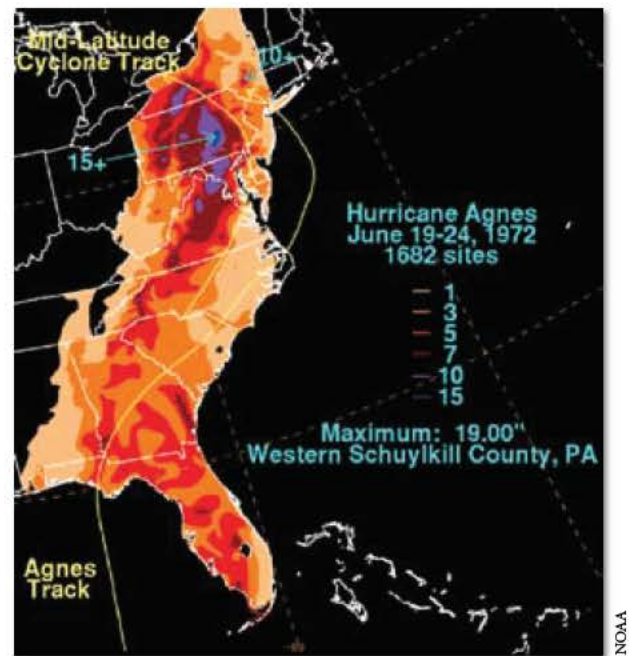 Mid-Latitude
Cyclone Track
10+
15+
Hurricane Agnes
June 19-24, 1972
1682 sites
1
3
5
7
10
15
Maximum: 19.00"
Western Schuylkill County, PA
Agnes
Track
NOAA